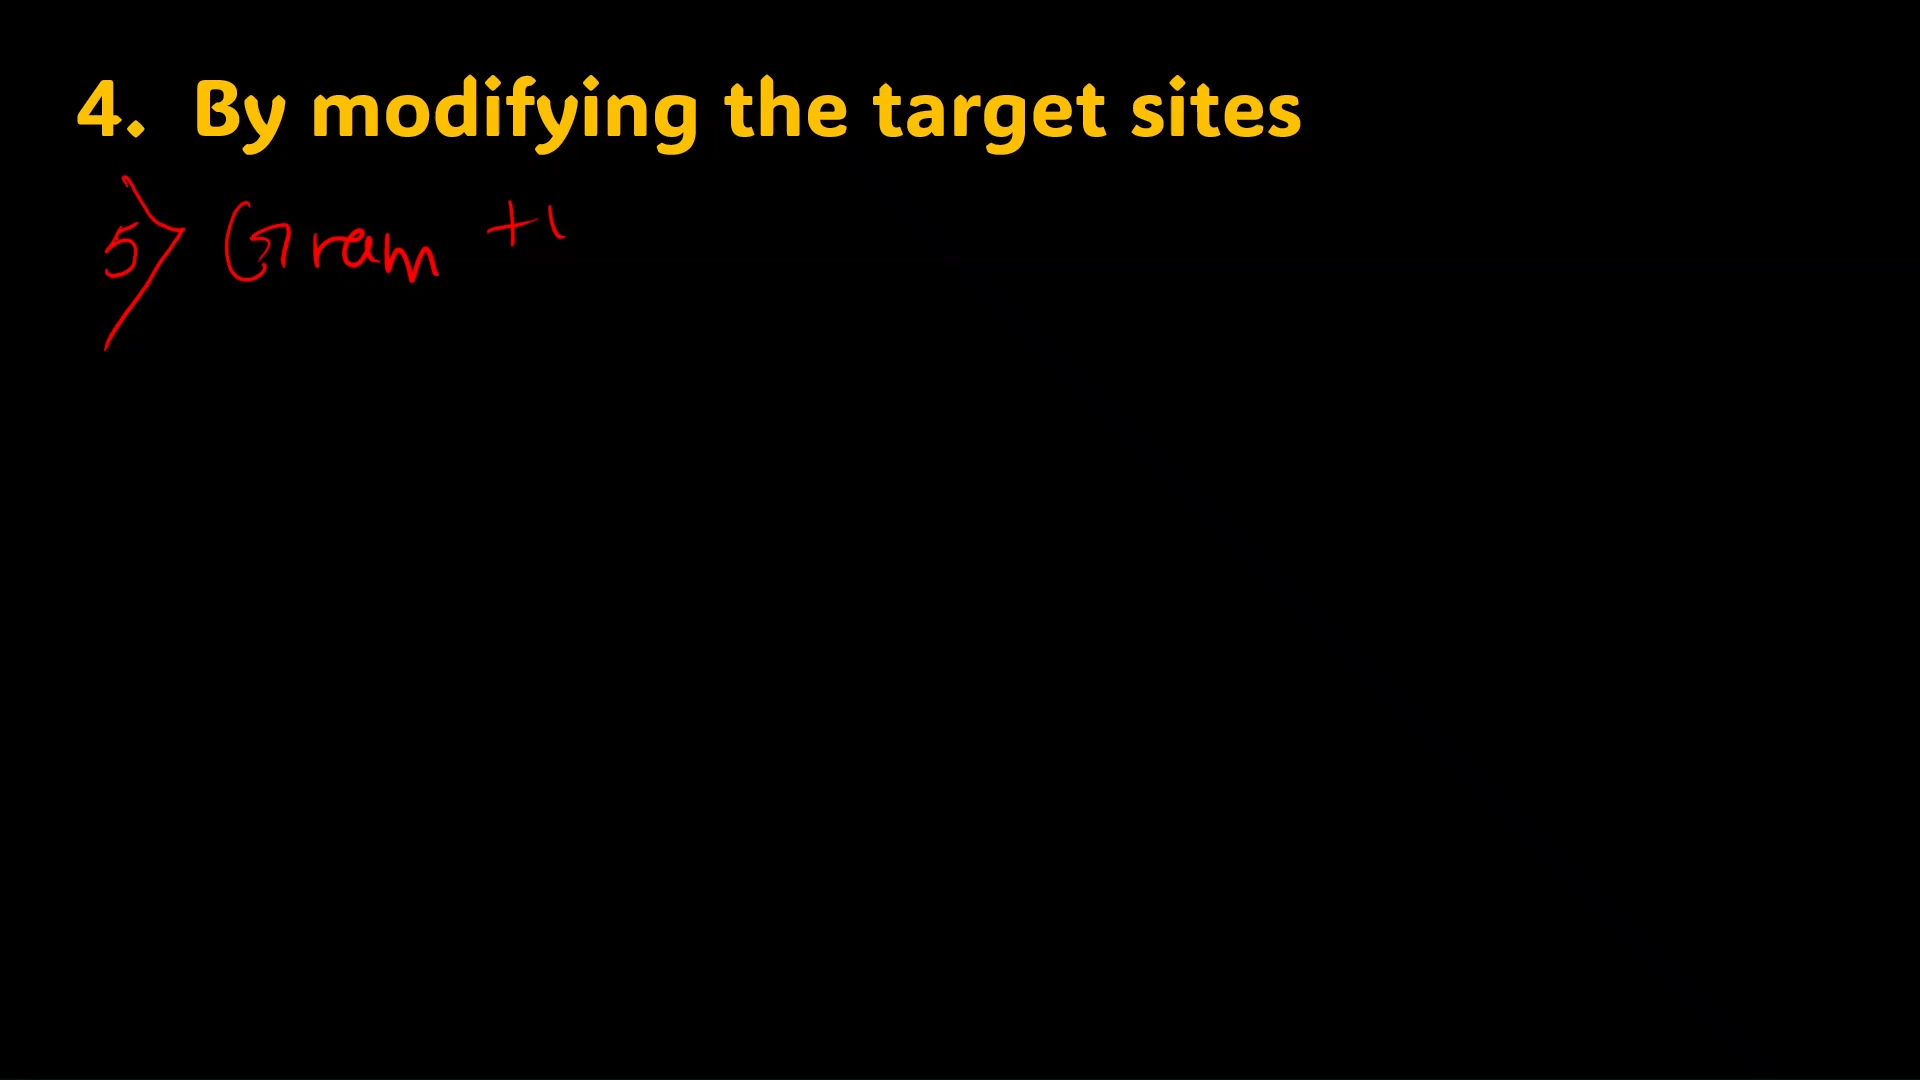 4. By modifying the target sites
5) Gram +